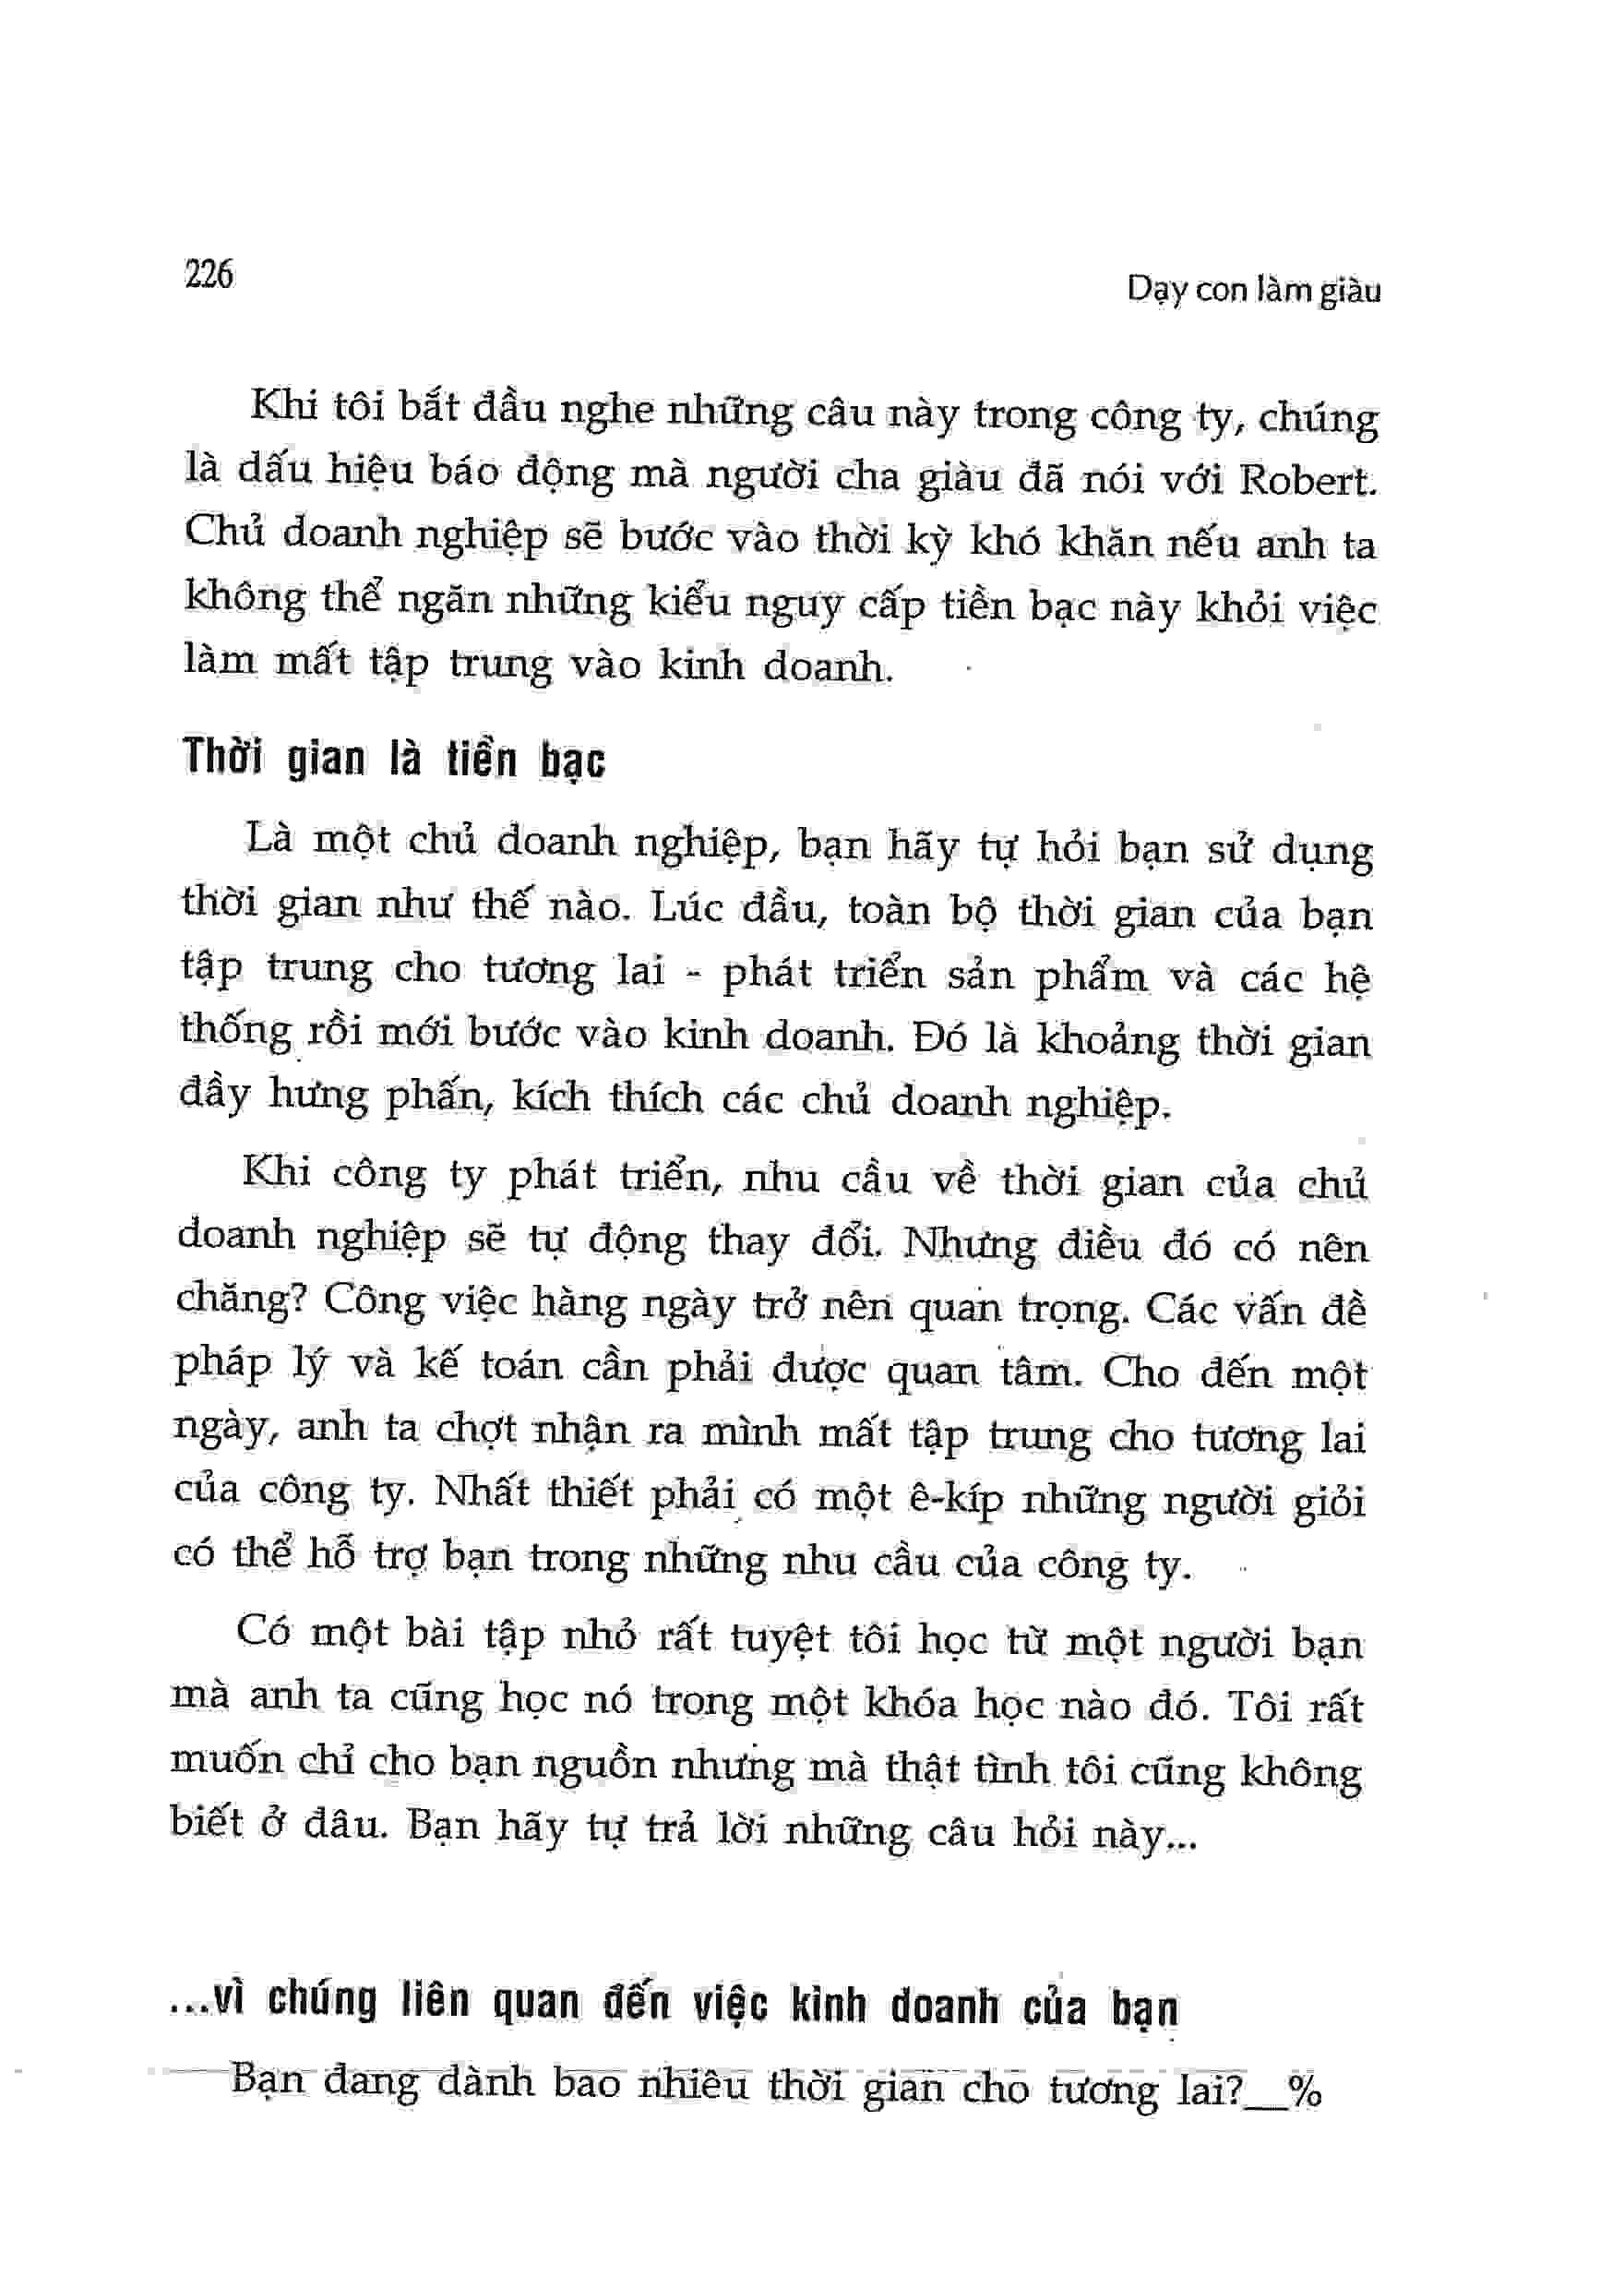 226
Dạy con làm giàu
Khi tôi bắt đầu nghe những câu này trong công ty, chúng
là dấu hiệu báo động mà người cha giàu đã nói với Robert.
Chủ doanh nghiệp sẽ bước vào thời kỳ khó khăn nếu anh ta
không thể ngăn những kiểu nguy cấp tiền bạc này khỏi việc
làm mất tập trung vào kinh doanh.
Thời gian là tiền bạc
Là một chủ doanh nghiệp, bạn hãy tự hỏi bạn sử dụng
thời gian như thế nào. Lúc đầu, toàn bộ thời gian của bạn
tập trung cho tương lai - phát triển sản phẩm và các hệ
thống rồi mới bước vào kinh doanh. Đó là khoảng thời gian
đầy hưng phấn, kích thích các chủ doanh nghiệp.
Khi công ty phát triển, nhu cầu về thời gian của chủ
doanh nghiệp sẽ tự động thay đổi. Nhưng điều đó có nên
chăng? Công việc hàng ngày trở nên quan trọng. Các vấn đề
pháp lý và kế toán cần phải được quan tâm. Cho đến một
ngày, anh ta chợt nhận ra mình mất tập trung cho tương lai
của công ty. Nhất thiết phải có một ê-kíp những người giỏi
có thể hỗ trợ bạn trong những nhu cầu của công ty.
Có một bài tập nhỏ rất tuyệt tôi học từ một người bạn
mà anh ta cũng học nó trong một khóa học nào đó. Tôi rất
muốn chỉ cho bạn nguồn nhưng mà thật tình tôi cũng không
biết ở đâu. Bạn hãy tự trả lời những câu hỏi này...
...vì chúng liên quan đến việc kinh doanh của bạn
Bạn đang dành bao nhiêu thời gian cho tương lai?__%